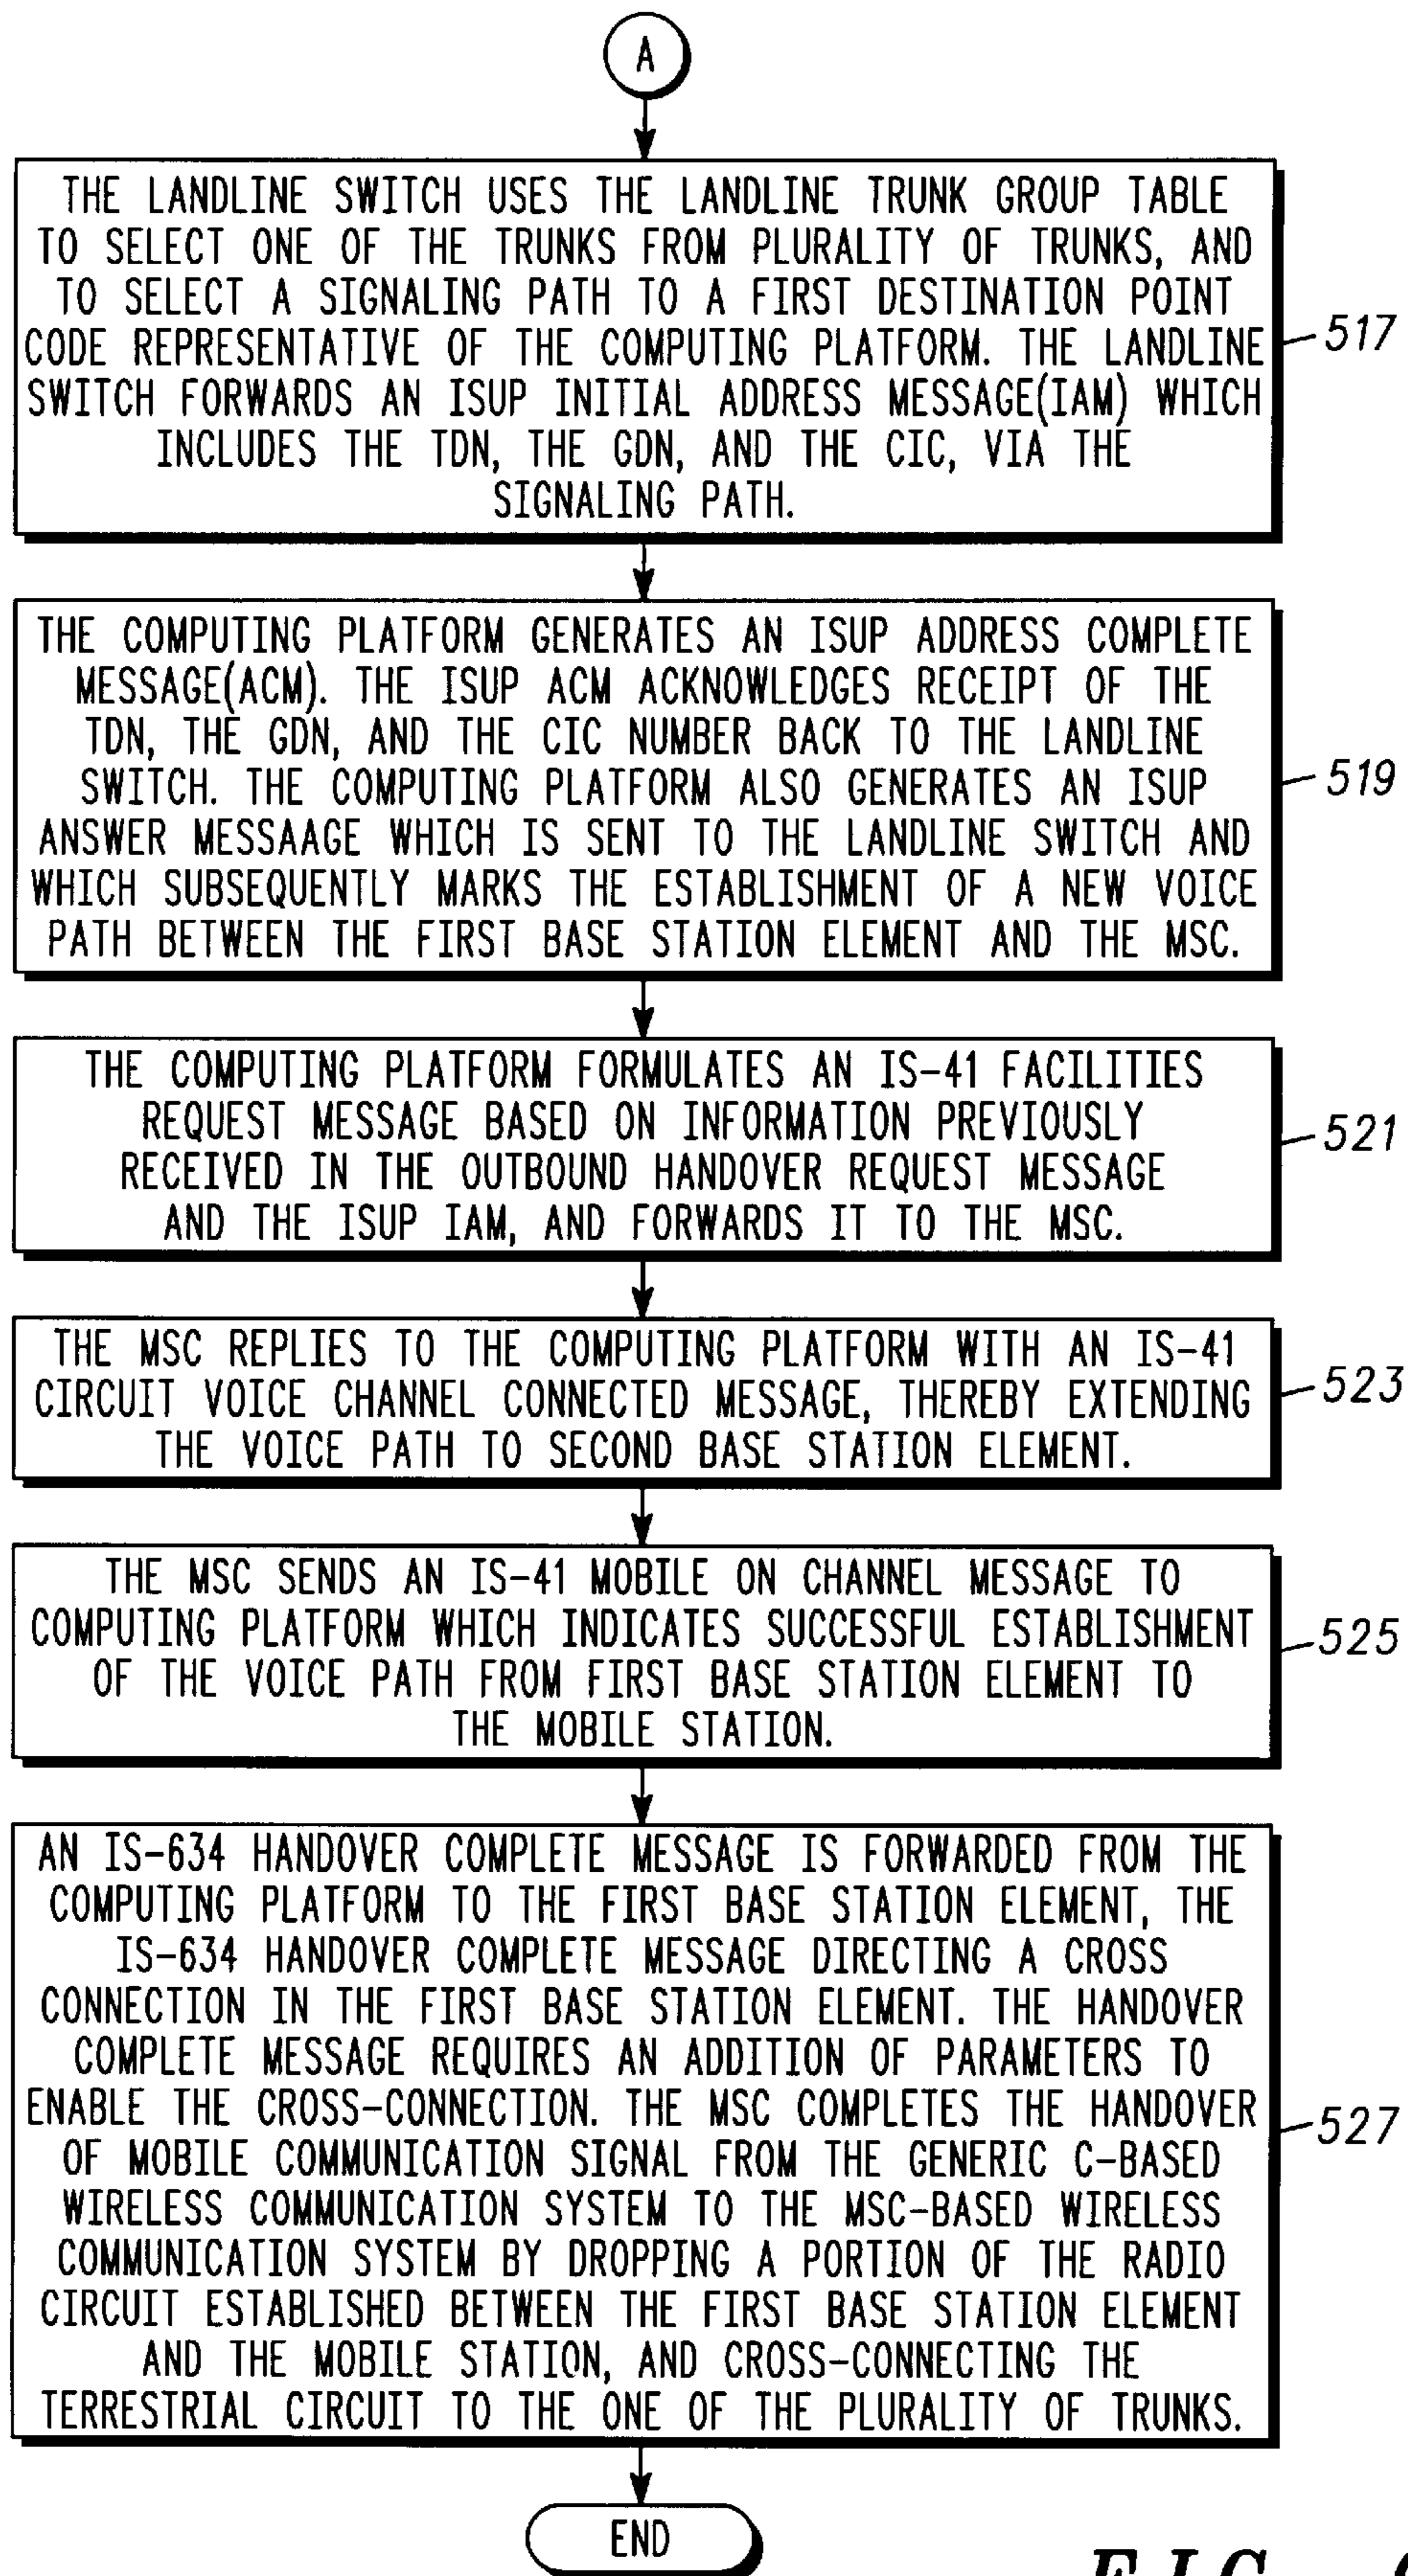 A
THE LANDLINE SWITCH USES THE LANDLINE TRUNK GROUP TABLE
TO SELECT ONE OF THE TRUNKS FROM PLURALITY OF TRUNKS, AND
TO SELECT A SIGNALING PATH TO A FIRST DESTINATION POINT
CODE REPRESENTATIVE OF THE COMPUTING PLATFORM. THE LANDLINE
SWITCH FORWARDS AN ISUP INITIAL ADDRESS MESSAGE(IAM) WHICH
INCLUDES THE TDN, THE GDN, AND THE CIC, VIA THE
SIGNALING PATH.
517
THE COMPUTING PLATFORM GENERATES AN ISUP ADDRESS COMPLETE
MESSAGE(ACM). THE ISUP ACM ACKNOWLEDGES RECEIPT OF THE
TDN, THE GDN, AND THE CIC NUMBER BACK TO THE LANDLINE
SWITCH. THE COMPUTING PLATFORM ALSO GENERATES AN ISUP
ANSWER MESSAAGE WHICH IS SENT TO THE LANDLINE SWITCH AND
WHICH SUBSEQUENTLY MARKS THE ESTABLISHMENT OF A NEW VOICE
PATH BETWEEN THE FIRST BASE STATION ELEMENT AND THE MSC.
519
THE COMPUTING PLATFORM FORMULATES AN IS-41 FACILITIES
REQUEST MESSAGE BASED ON INFORMATION PREVIOUSLY
RECEIVED IN THE OUTBOUND HANDOVER REQUEST MESSAGE
AND THE ISUP IAM, AND FORWARDS IT TO THE MSC.
521
THE MSC REPLIES TO THE COMPUTING PLATFORM WITH AN IS-41
CIRCUIT VOICE CHANNEL CONNECTED MESSAGE, THEREBY EXTENDING
THE VOICE PATH TO SECOND BASE STATION ELEMENT.
523
THE MSC SENDS AN IS-41 MOBILE ON CHANNEL MESSAGE TO
COMPUTING PLATFORM WHICH INDICATES SUCCESSFUL ESTABLISHMENT
OF THE VOICE PATH FROM FIRST BASE STATION ELEMENT TO
THE MOBILE STATION.
525
AN IS-634 HANDOVER COMPLETE MESSAGE IS FORWARDED FROM THE
COMPUTING PLATFORM TO THE FIRST BASE STATION ELEMENT, THE
IS-634 HANDOVER COMPLETE MESSAGE DIRECTING A CROSS
CONNECTION IN THE FIRST BASE STATION ELEMENT. THE HANDOVER
COMPLETE MESSAGE REQUIRES AN ADDITION OF PARAMETERS TO
ENABLE THE CROSS-CONNECTION. THE MSC COMPLETES THE HANDOVER
OF MOBILE COMMUNICATION SIGNAL FROM THE GENERIC C-BASED
WIRELESS COMMUNICATION SYSTEM TO THE MSC-BASED WIRELESS
COMMUNICATION SYSTEM BY DROPPING A PORTION OF THE RADIO
CIRCUIT ESTABLISHED BETWEEN THE FIRST BASE STATION ELEMENT
AND THE MOBILE STATION, AND CROSS-CONNECTING THE
TERRESTRIAL CIRCUIT TO THE ONE OF THE PLURALITY OF TRUNKS.
527
END